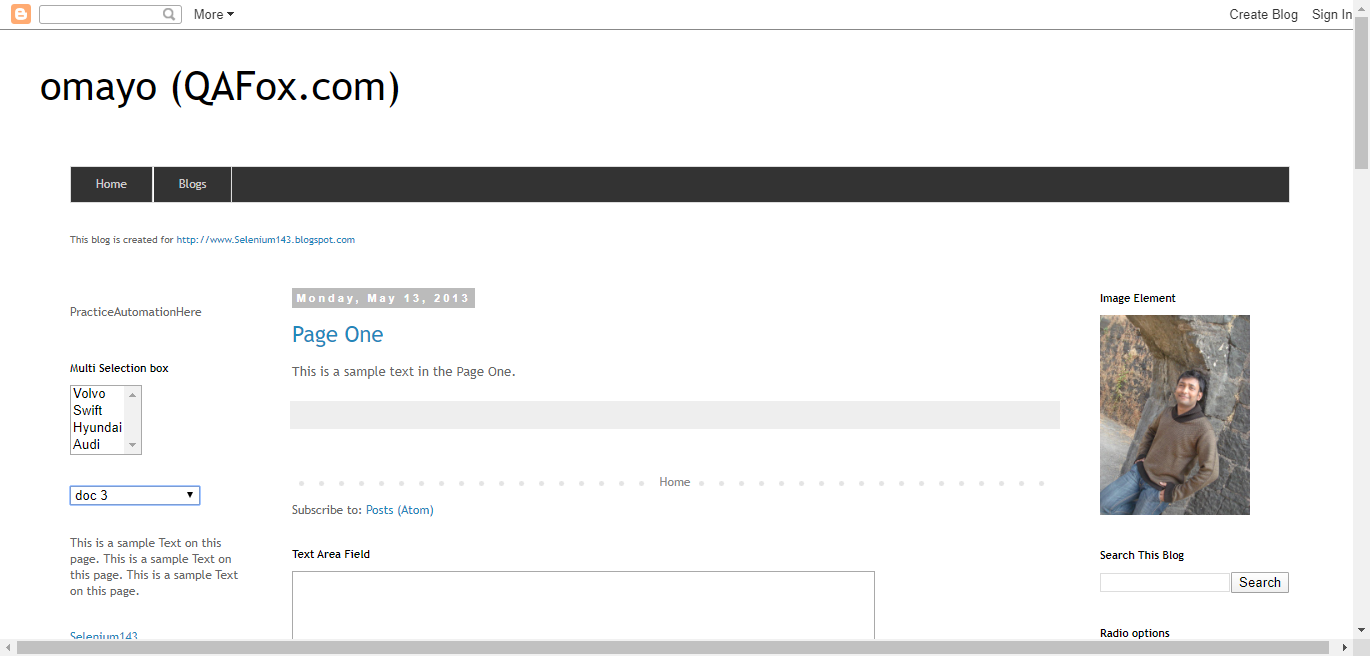 More
Create Blog
Sign In
omayo (QAFox.com)
Home
Blogs
This blog is created for http://www.Selenium143.blogspot.com
PracticeAutomationHere
Multi Selection box
Volvo
Swift
Hyundai
Audi
doc 3
This is a sample Text on this
page. This is a sample Text on
this page. This is a sample Text
on this page.
Selenium143
Monday, May 13, 2013
Page One
This is a sample text in the Page One.
Home
Subscribe to: Posts (Atom)
Text Area Field
Image Element
Search This Blog
Search
Radio options